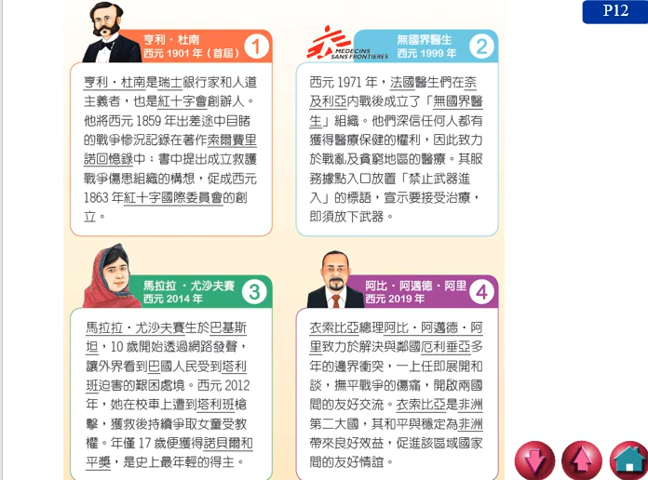 P12
亨利‧杜南
西元 1901 年（首屆）
1
亨利‧杜南是瑞士銀行家和人道
主義者，也是紅十字會創辦人。
他將西元 1859 年出差途中目睹
的戰爭慘況記錄在著作索爾費里
諾回憶錄中；書中提出成立救護
戰爭傷患組織的構想，促成西元
1863 年紅十字國際委員會的創
立。
MEDECINS
SANS FRONTIERES
無國界醫生
西元 1999 年
2
西元 1971 年，法國醫生們在奈
及利亞內戰後成立了「無國界醫
生」組織。他們深信任何人都有
獲得醫療保健的權利，因此致力
於戰亂及貧窮地區的醫療。其服
務據點入口放置「禁止武器進
入」的標語，宣示要接受治療，
即須放下武器。
馬拉拉‧尤沙夫賽
西元 2014 年
3
馬拉拉‧尤沙夫賽生於巴基斯
坦，10 歲開始透過網路發聲，
讓外界看到巴國人民受到塔利
班迫害的艱困處境。西元 2012
年，她在校車上遭到塔利班槍
擊，獲救後持續爭取女童受教
權。年僅 17 歲便獲得諾貝爾和
平獎，是史上最年輕的得主。
阿比‧阿邁德‧阿里
西元 2019 年
4
衣索比亞總理阿比‧阿邁德‧阿
里致力於解決與鄰國厄利垂亞多
年的邊界衝突，一上任即展開和
談，撫平戰爭的傷痛，開啟兩國
間的友好交流。衣索比亞是非洲
第二大國，其和平與穩定為非洲
帶來良好效益，促進該區域國家
間的友好情誼。